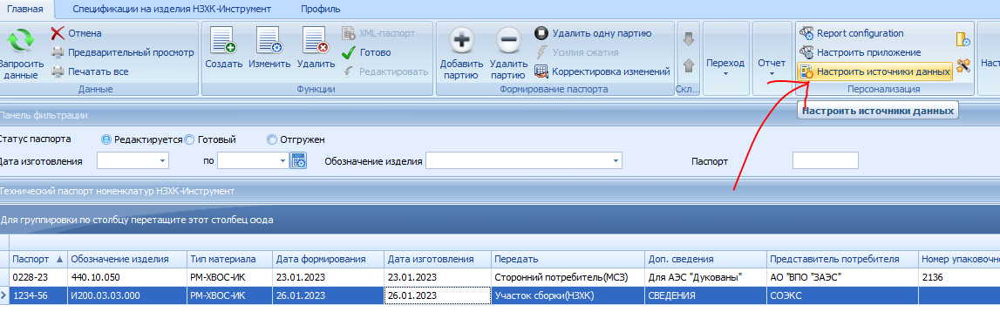 Главная Спецификации на изделия НЗХК-Инструмент Профиль
Запросить данные
Отмена
Предварительный просмотр
Печатать все
Данные
Создать Изменить Удалить
XML-паспорт
Готово
Редактировать
Функции
Добавить партию
Удалить партию
Удалить одну партию
Усилия сжатия
Корректировка изменений
Формирование паспорта
Скл...
Переход
Отчет
Report configuration
Настроить приложение
Настроить источники данных
Персонализация
Наст
Настроить источники данных
Панель фильтрации
Статус паспорта Редактируется Готовый Отгружен
Дата изготовления по Обозначение изделия Паспорт
Технический паспорт номенклатур НЗХК-Инструмент
Для группировки по столбцу перетащите этот столбец сюда
Паспорт Обозначение изделия Тип материала Дата формирования Дата изготовления Передать Доп. сведения Представитель потребителя Номер упаковочно
0228-23 440.10.050 РМ-ХВОС-ИК 23.01.2023 23.01.2023 Сторонний потребитель(МСЗ) Для АЭС "Дукованы" АО "ВПО "ЗАЭС" 2136
1234-56 И200.03.03.000 РМ-ХВОС-ИК 26.01.2023 26.01.2023 Участок сборки(НЗХК) СВЕДЕНИЯ СОЭКС